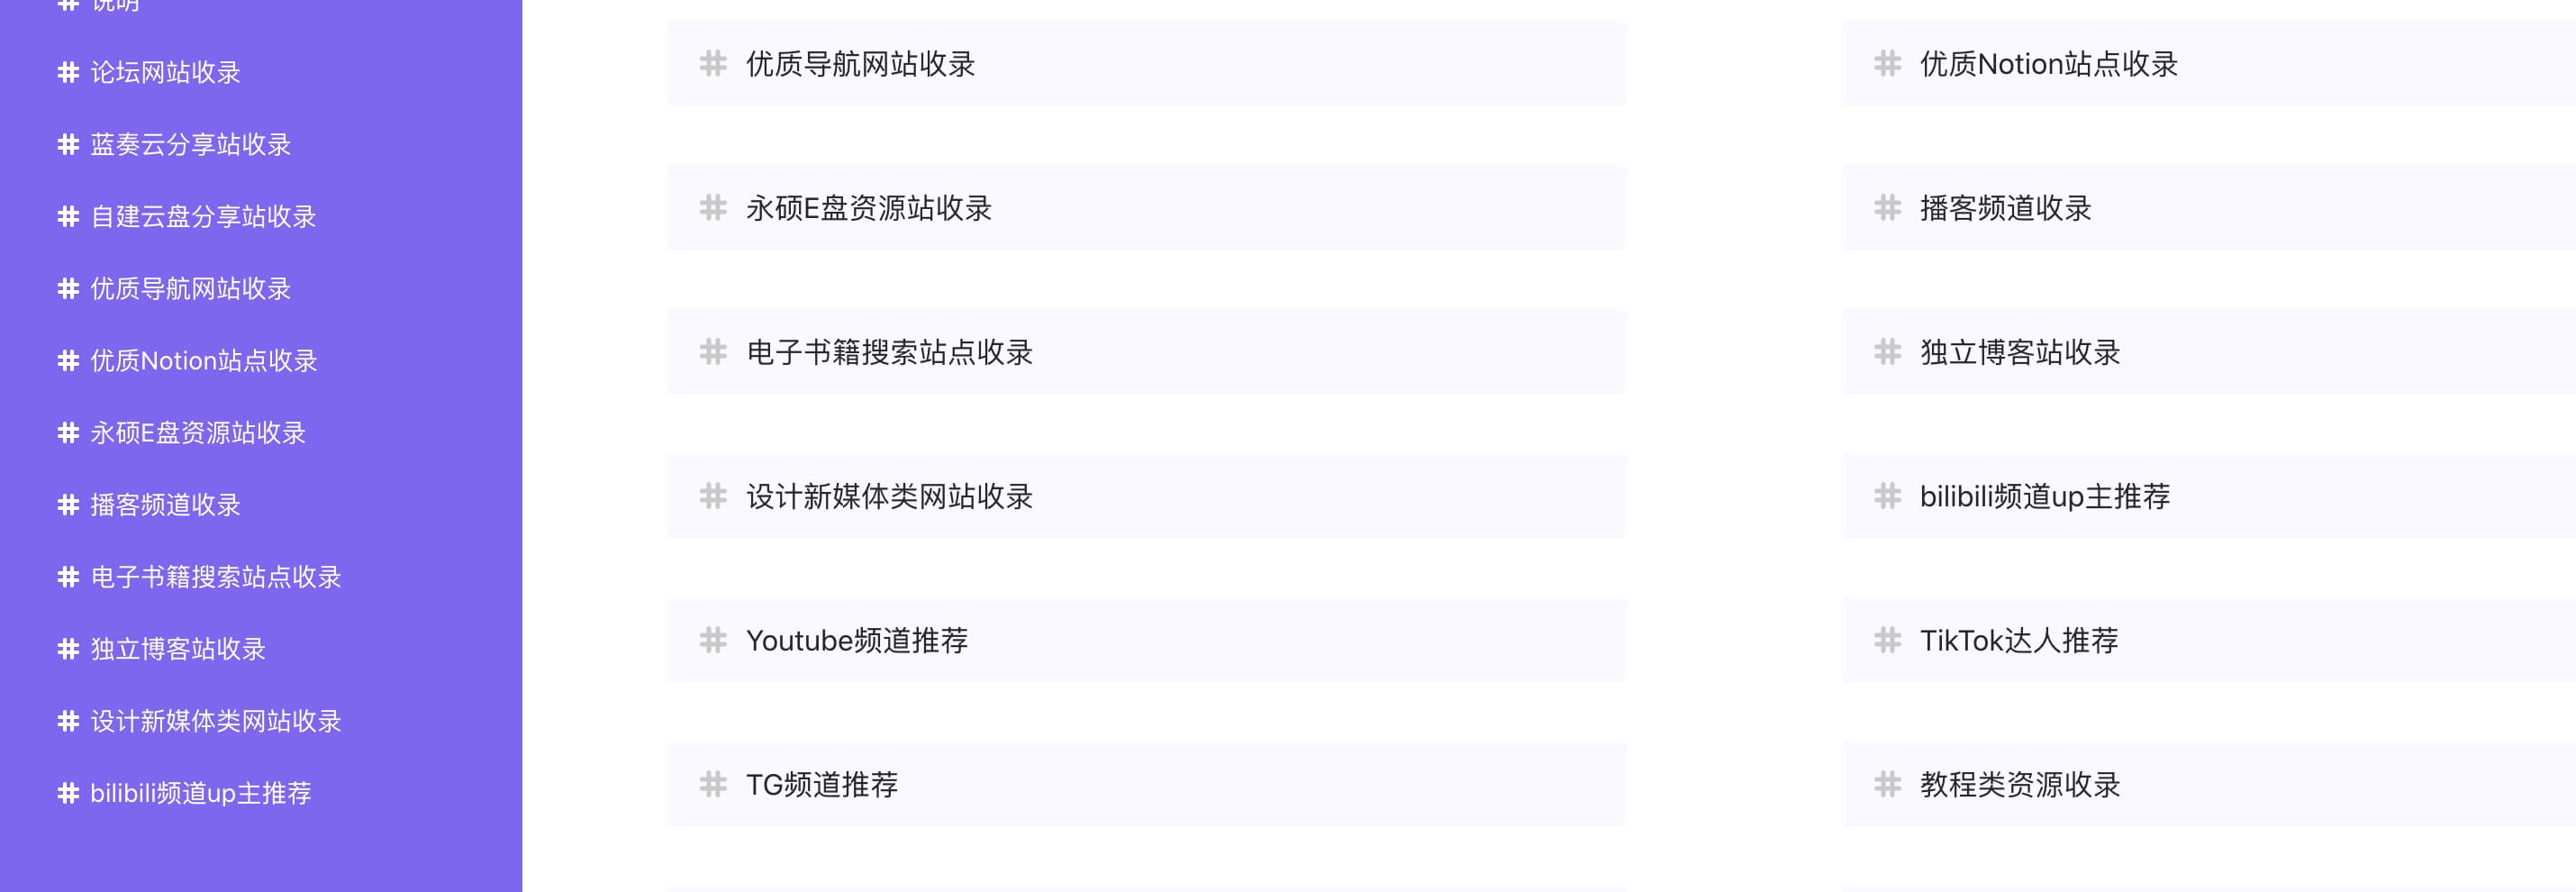 说明
论坛网站收录
蓝奏云分享站收录
自建云盘分享站收录
优质导航网站收录
优质Notion站点收录
永硕E盘资源站收录
播客频道收录
电子书籍搜索站点收录
独立博客站收录
设计新媒体类网站收录
bilibili频道up主推荐
优质导航网站收录
优质Notion站点收录
永硕E盘资源站收录
播客频道收录
电子书籍搜索站点收录
独立博客站收录
设计新媒体类网站收录
bilibili频道up主推荐
Youtube频道推荐
TikTok达人推荐
TG频道推荐
教程类资源收录